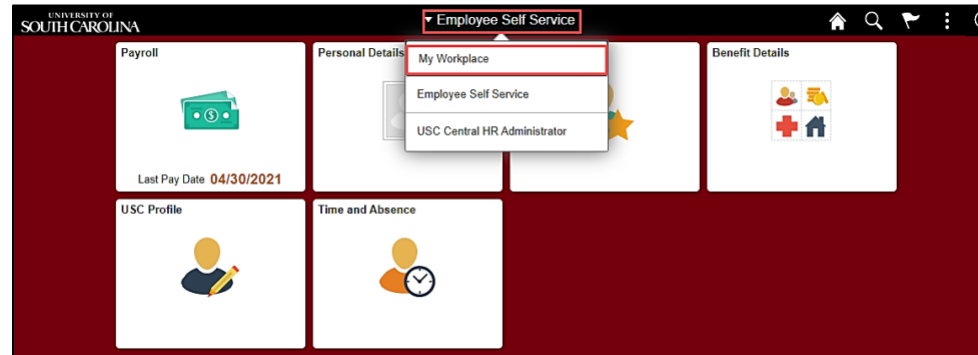 UNIVERSITY OF
SOUTH CAROLINA
Employee Self Service
Payroll
Last Pay Date 04/30/2021
Personal Details
My Workplace
Employee Self Service
USC Central HR Administrator
Benefit Details
USC Profile
Time and Absence